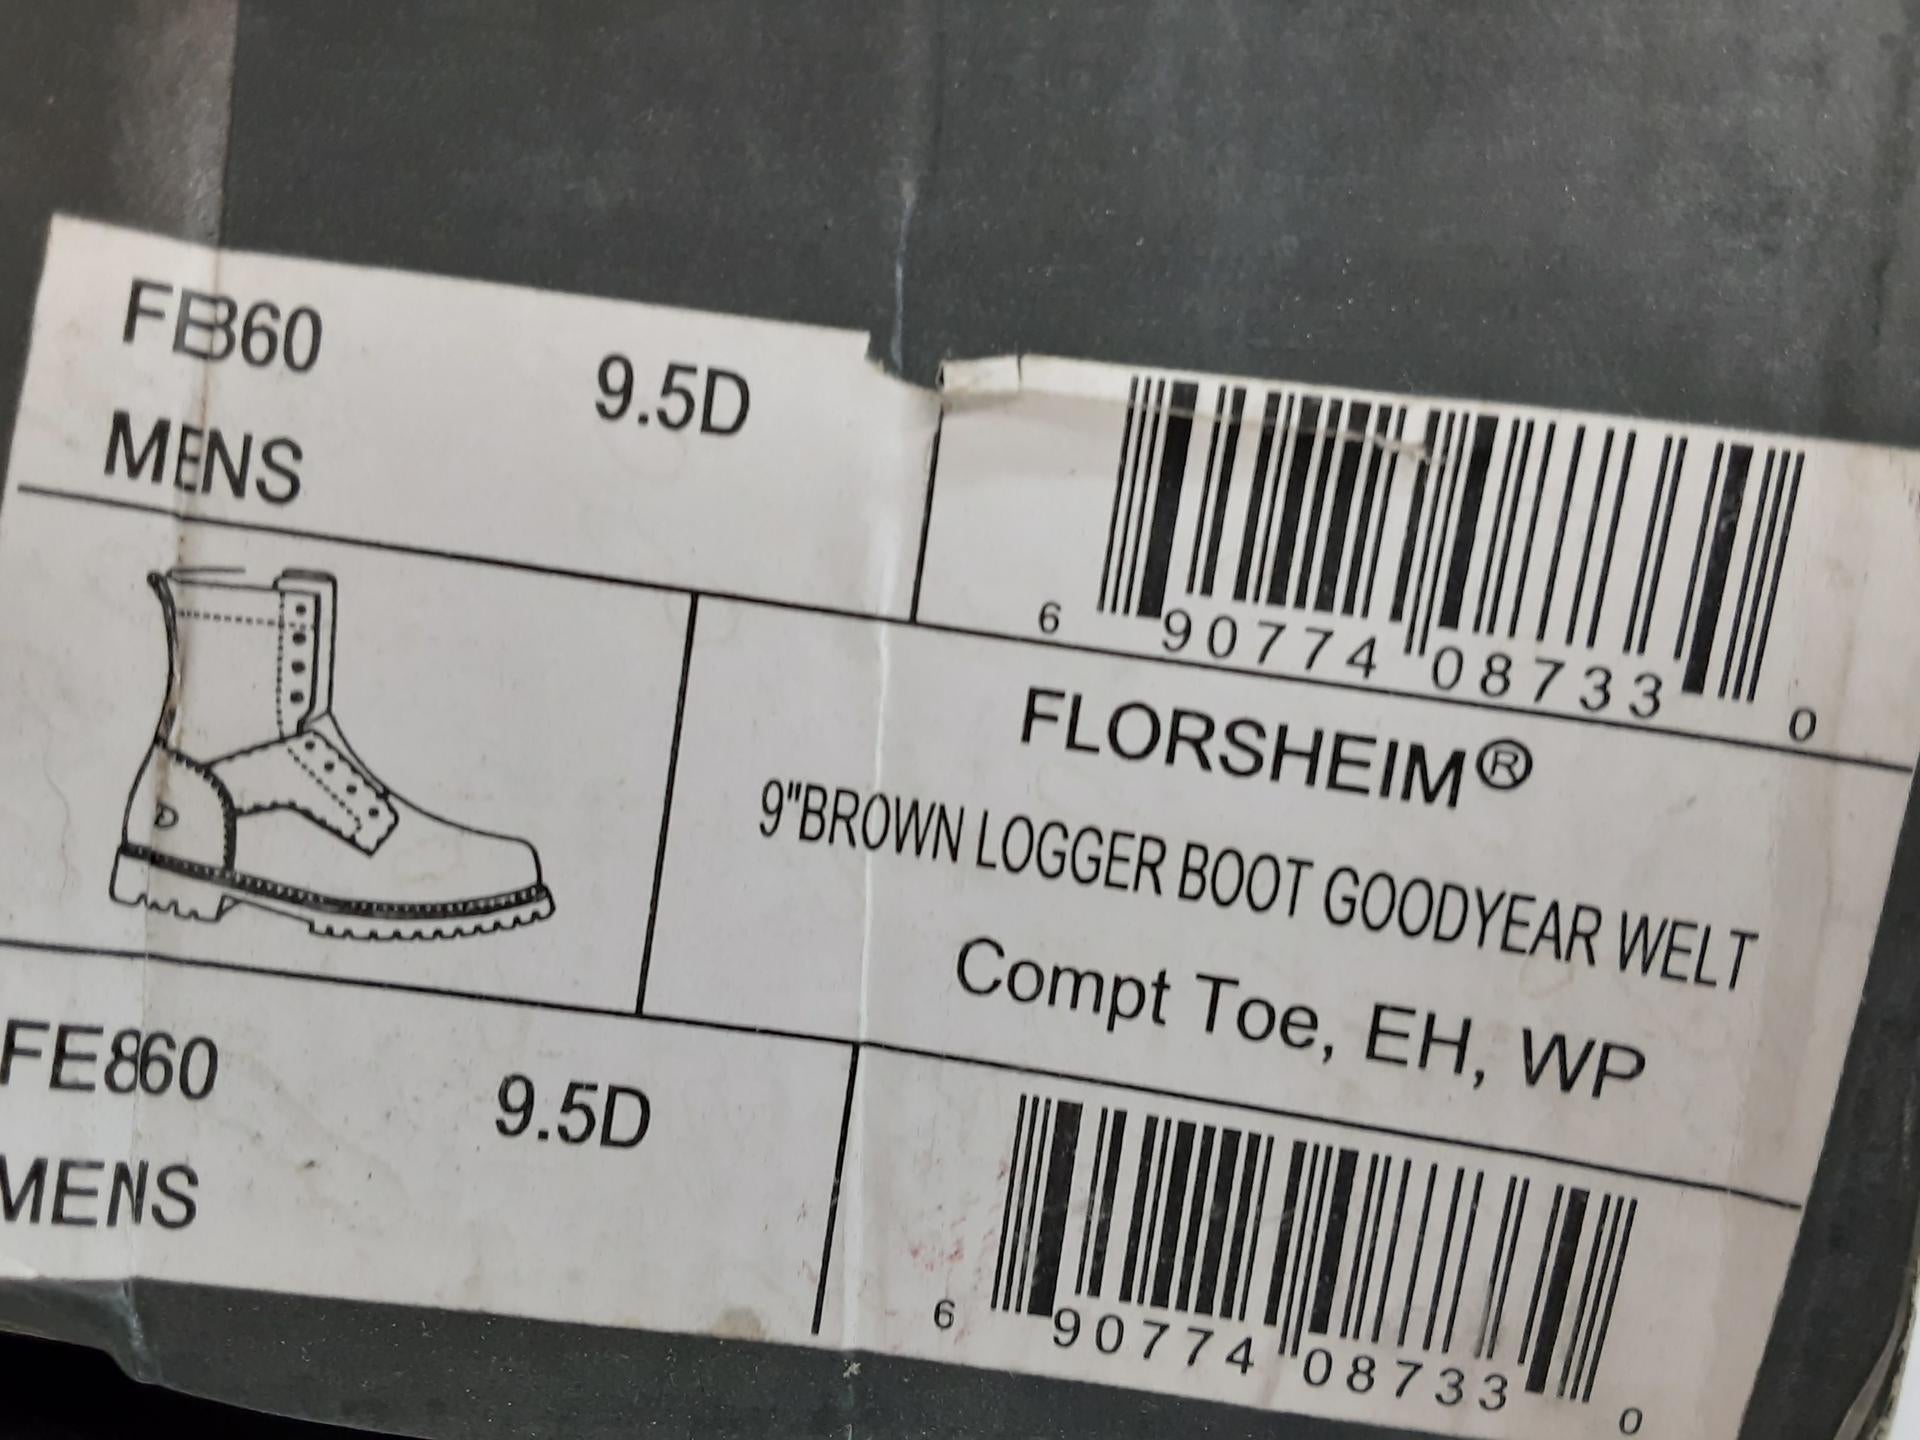 FE860
9.5D
MENS
6 90774 08733 0
FLORSHEIM®
9"BROWN LOGGER BOOT GOODYEAR WELT
Compt Toe, EH, WP
FE860
9.5D
MENS
6 90774 08733 0